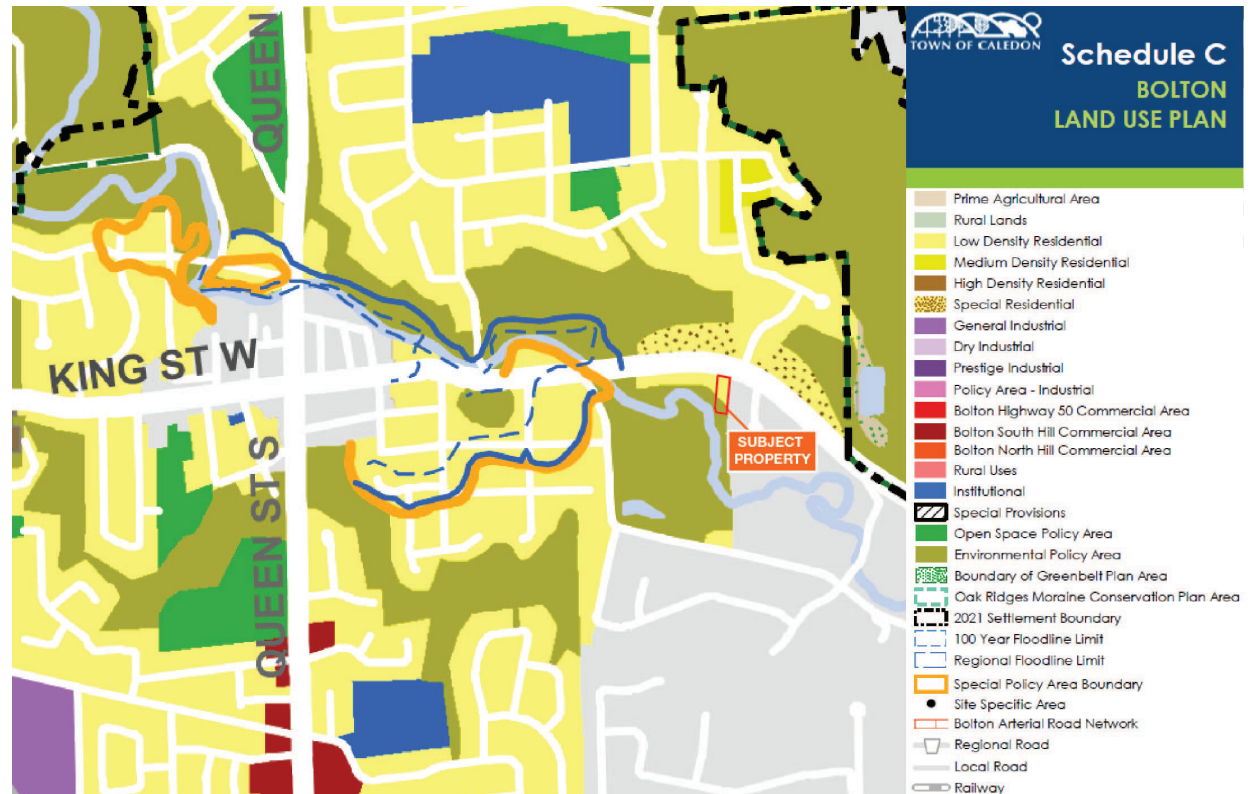 TOWN OF CALEDON
Schedule C
BOLTON
LAND USE PLAN
QUEEN
KING ST W
QUEEN ST S
SUBJECT
PROPERTY
Prime Agricultural Area
Rural Lands
Low Density Residential
Medium Density Residential
High Density Residential
Special Residential
General Industrial
Dry Industrial
Prestige Industrial
Policy Area - Industrial
Bolton Highway 50 Commercial Area
Bolton South Hill Commercial Area
Bolton North Hill Commercial Area
Rural Uses
Institutional
Special Provisions
Open Space Policy Area
Environmental Policy Area
Boundary of Greenbelt Plan Area
Oak Ridges Moraine Conservation Plan Area
2021 Settlement Boundary
100 Year Floodline Limit
Regional Floodline Limit
Special Policy Area Boundary
Site Specific Area
Bolton Arterial Road Network
Regional Road
Local Road
Railway